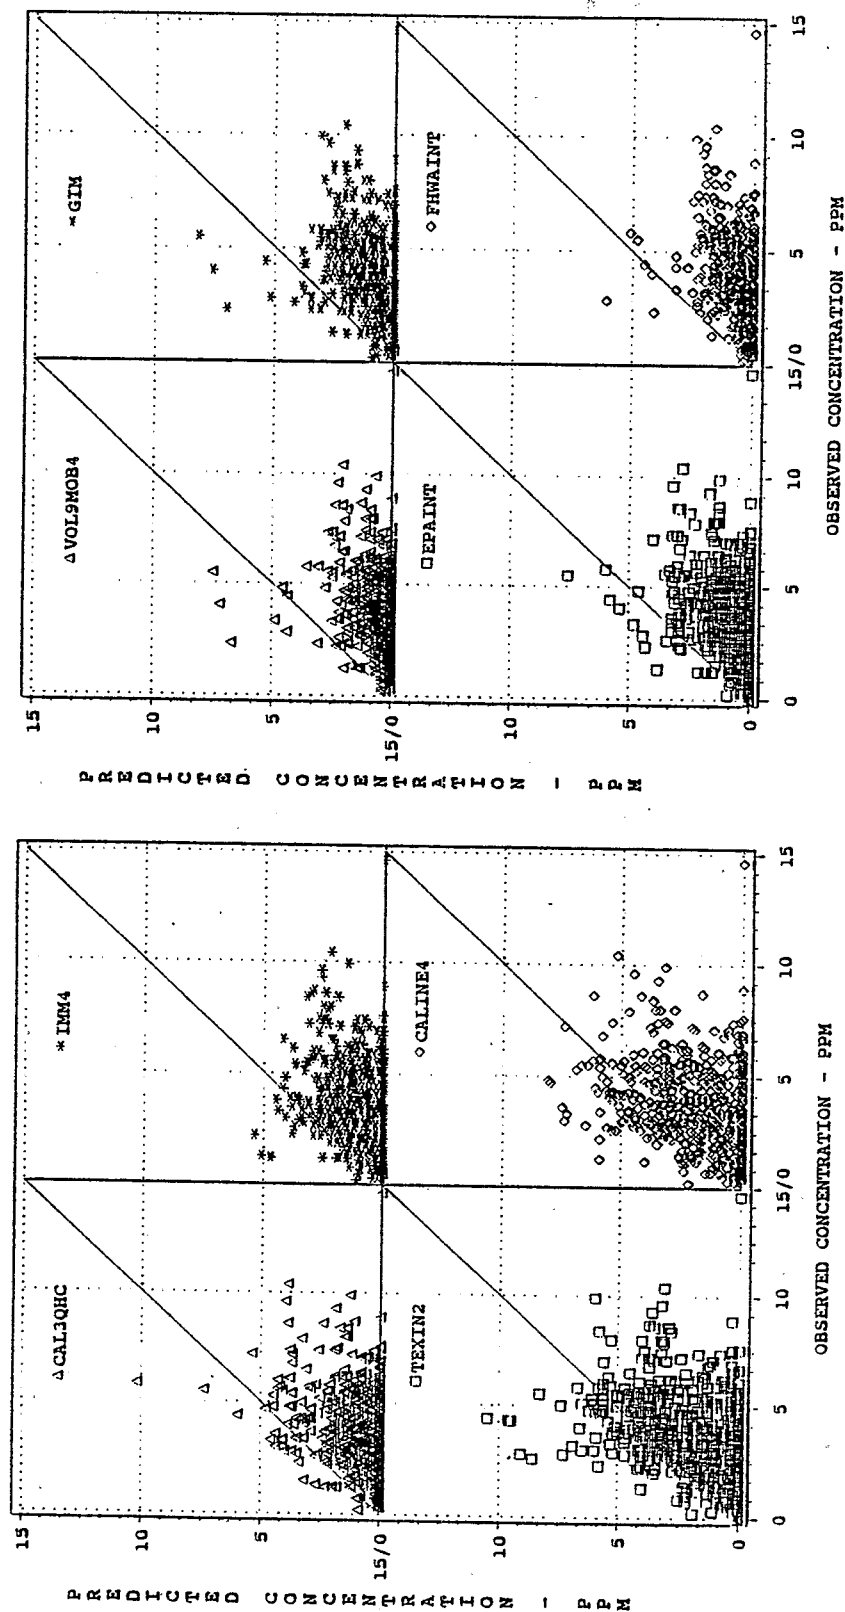 15
10
5
15/0
10
5
0
PREDICTED CONCENTRATION - PPM
△VOL9MOB4
*GIM
□EPAINT
◇FHWAINT
0
5
10
15/0
5
10
15
OBSERVED CONCENTRATION - PPM
15
10
5
15/0
10
5
0
PREDICTED CONCENTRATION - PPM
△CAL3QHC
*IMM4
□TEXIN2
◇CALINE4
0
5
10
15/0
5
10
15
OBSERVED CONCENTRATION - PPM